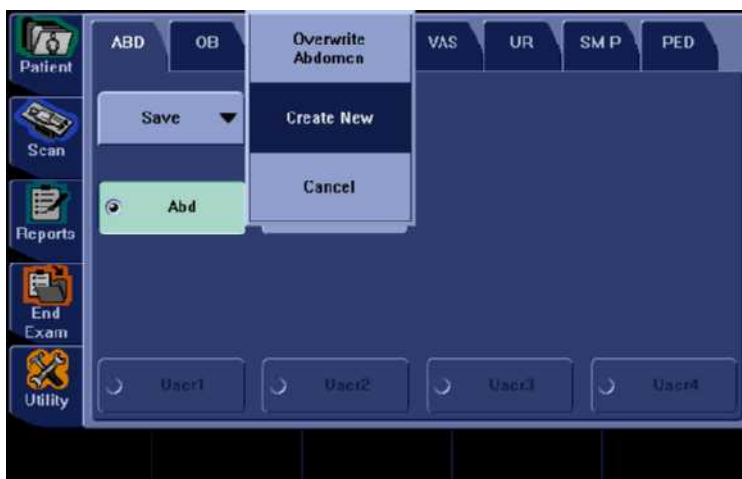 Patient
ABD
OB
Overwrite
Abdomen
VAS
UR
SM P
PED
Scan
Save
Create New
Cancel
Abd
Reports
End
Exam
Utility
User1
User2
User3
User4